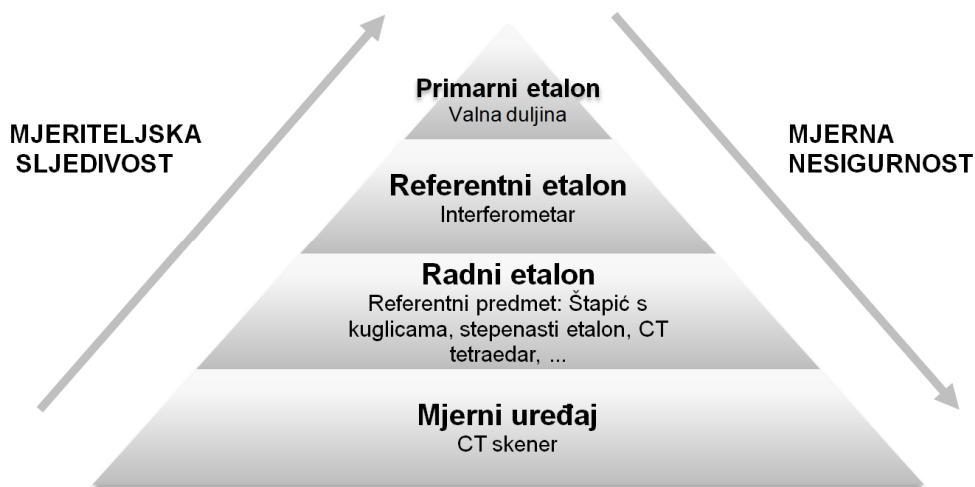 Primarni etalon
Valna duljina
MJERITELJSKA
SLJEDIVOST
MJERNA
NESIGURNOST
Referentni etalon
Interferometar
Radni etalon
Referentni predmet: Štapić s
kuglicama, stepenasti etalon, CT
tetraedar, ...
Mjerni uređaj
CT skener